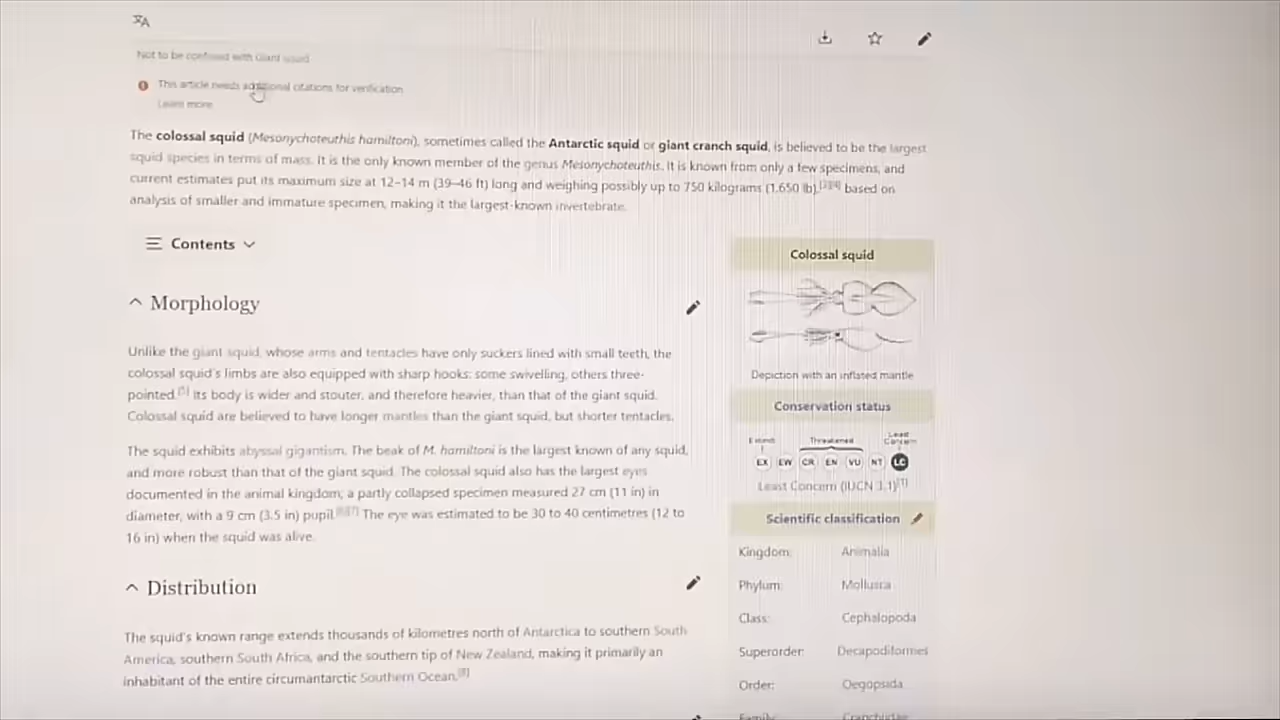 Not to be confused with Giant squid
This article needs additional citations for verification
Learn more
The colossal squid (Mesonychoteuthis hamiltoni), sometimes called the Antarctic squid or giant cranch squid, is believed to be the largest
squid species in terms of mass. It is the only known member of the genus Mesonychoteuthis. It is known from only a few specimens, and
current estimates put its maximum size at 12–14 m (39–46 ft) long and weighing possibly up to 750 kilograms (1,650 lb),[3][4] based on
analysis of smaller and immature specimen, making it the largest-known invertebrate.
Contents
Colossal squid
Morphology
Unlike the giant squid, whose arms and tentacles have only suckers lined with small teeth, the
colossal squid's limbs are also equipped with sharp hooks: some swivelling, others three-
pointed.[5] Its body is wider and stouter, and therefore heavier, than that of the giant squid.
Colossal squid are believed to have longer mantles than the giant squid, but shorter tentacles.
The squid exhibits abyssal gigantism. The beak of M. hamiltoni is the largest known of any squid,
and more robust than that of the giant squid. The colossal squid also has the largest eyes
documented in the animal kingdom; a partly collapsed specimen measured 27 cm (11 in) in
diameter, with a 9 cm (3.5 in) pupil.[6][7] The eye was estimated to be 30 to 40 centimetres (12 to
16 in) when the squid was alive.
Distribution
The squid's known range extends thousands of kilometres north of Antarctica to southern South
America, southern South Africa, and the southern tip of New Zealand, making it primarily an
inhabitant of the entire circumantarctic Southern Ocean.[8]
Depiction with an inflated mantle
Conservation status
Extinct Threatened Least Concern
EX EW CR EN VU NT LC
Least Concern (IUCN 3.1)[1]
Scientific classification
Kingdom: Animalia
Phylum: Mollusca
Class: Cephalopoda
Superorder: Decapodiformes
Order: Oegopsida
Family: Cranchiidae